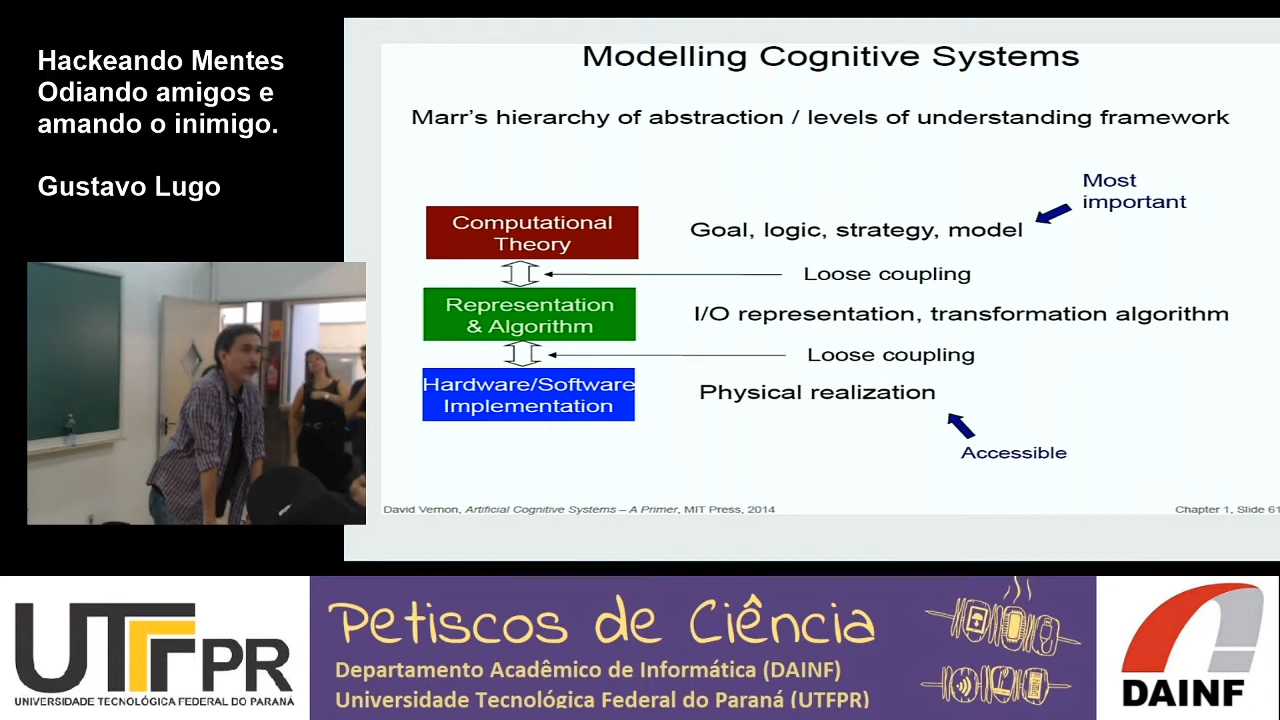 Hackeando Mentes
Odiando amigos e
amando o inimigo.
Gustavo Lugo
Modelling Cognitive Systems
Marr's hierarchy of abstraction / levels of understanding framework
Most
important
Computational
Theory
Goal, logic, strategy, model
Loose coupling
Representation
& Algorithm
I/O representation, transformation algorithm
Loose coupling
Hardware/Software
Implementation
Physical realization
Accessible
David Vernon, Artificial Cognitive Systems – A Primer, MIT Press, 2014
Chapter 1, Slide 61
UTFPR
UNIVERSIDADE TECNOLÓGICA FEDERAL DO PARANÁ
Petiscos de Ciência
Departamento Acadêmico de Informática (DAINF)
Universidade Tecnológica Federal do Paraná (UTFPR)
DAINF